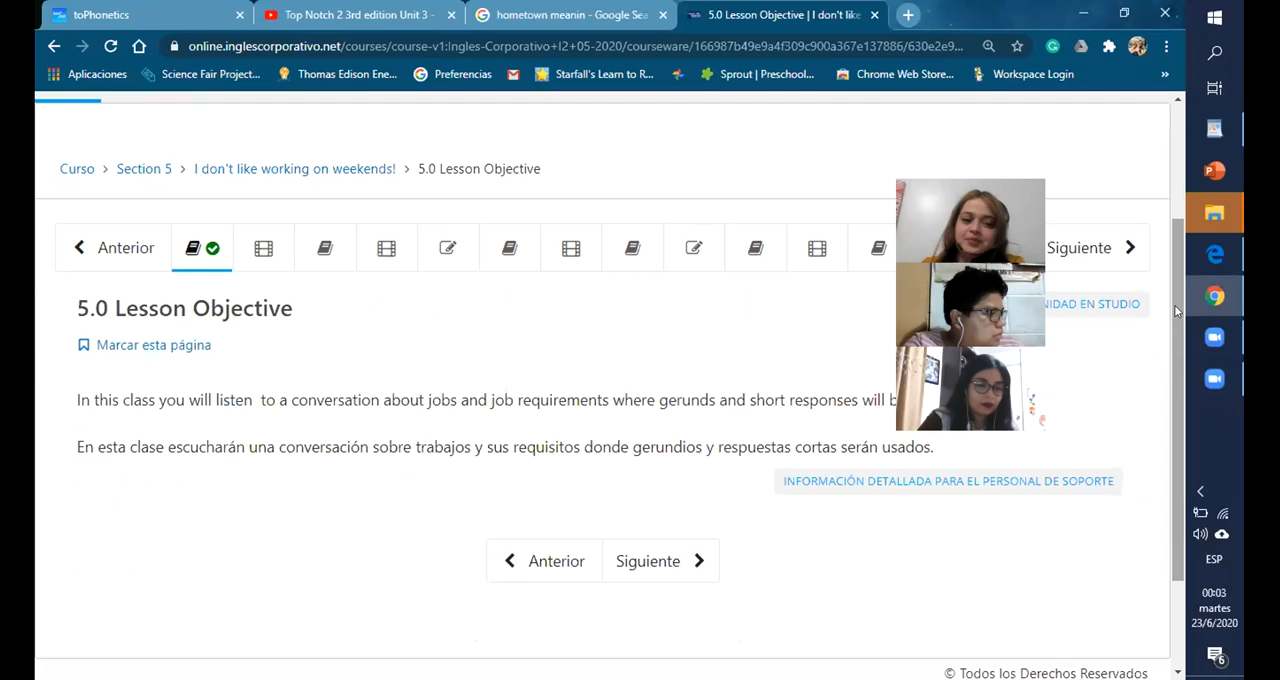 toPhonetics
Top Notch 2 3rd edition Unit 3 -
hometown meanin - Google Sea
5.0 Lesson Objective | I don't like
online.inglescorporativo.net/courses/course-v1:Ingles-Corporativo+I2+05-2020/courseware/166987b49e9a4f309c900a367e137886/630e2e9...
Aplicaciones
Science Fair Project...
Thomas Edison Ene...
Preferencias
Starfall's Learn to R...
Sprout | Preschool...
Chrome Web Store...
Workspace Login
»
Curso > Section 5 > I don't like working on weekends! > 5.0 Lesson Objective
Anterior
Siguiente
5.0 Lesson Objective
NIDAD EN STUDIO
Marcar esta página
In this class you will listen to a conversation about jobs and job requirements where gerunds and short responses will b
En esta clase escucharán una conversación sobre trabajos y sus requisitos donde gerundios y respuestas cortas serán usados.
INFORMACIÓN DETALLADA PARA EL PERSONAL DE SOPORTE
Anterior
Siguiente
© Todos los Derechos Reservados
ESP
00:03
martes
23/6/2020
6